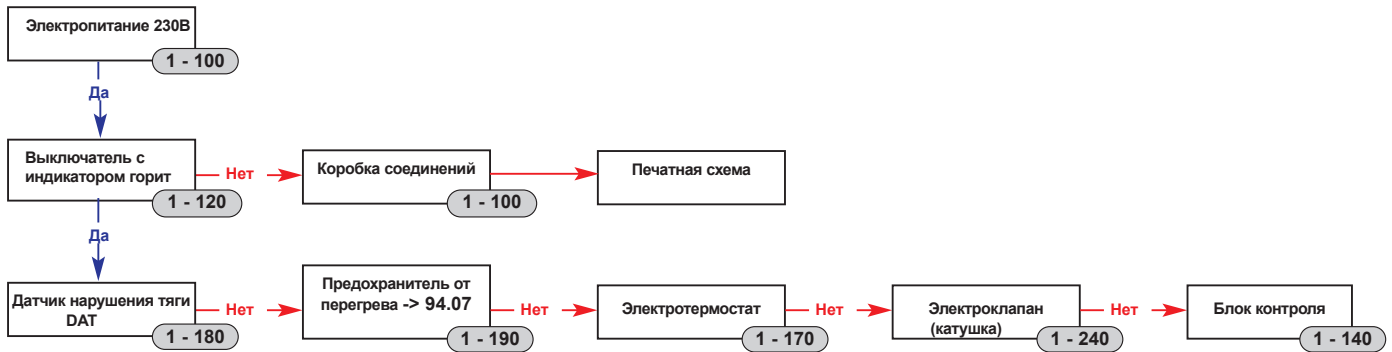 Электропитание 230В
1 - 100
Да
Выключатель с
индикатором горит
1 - 120
Нет
Коробка соединений
1 - 100
Печатная схема
Да
Датчик нарушения тяги
DAT
1 - 180
Нет
Предохранитель от
перегрева -> 94.07
1 - 190
Нет
Электротермостат
1 - 170
Нет
Электроклапан
(катушка)
1 - 240
Нет
Блок контроля
1 - 140